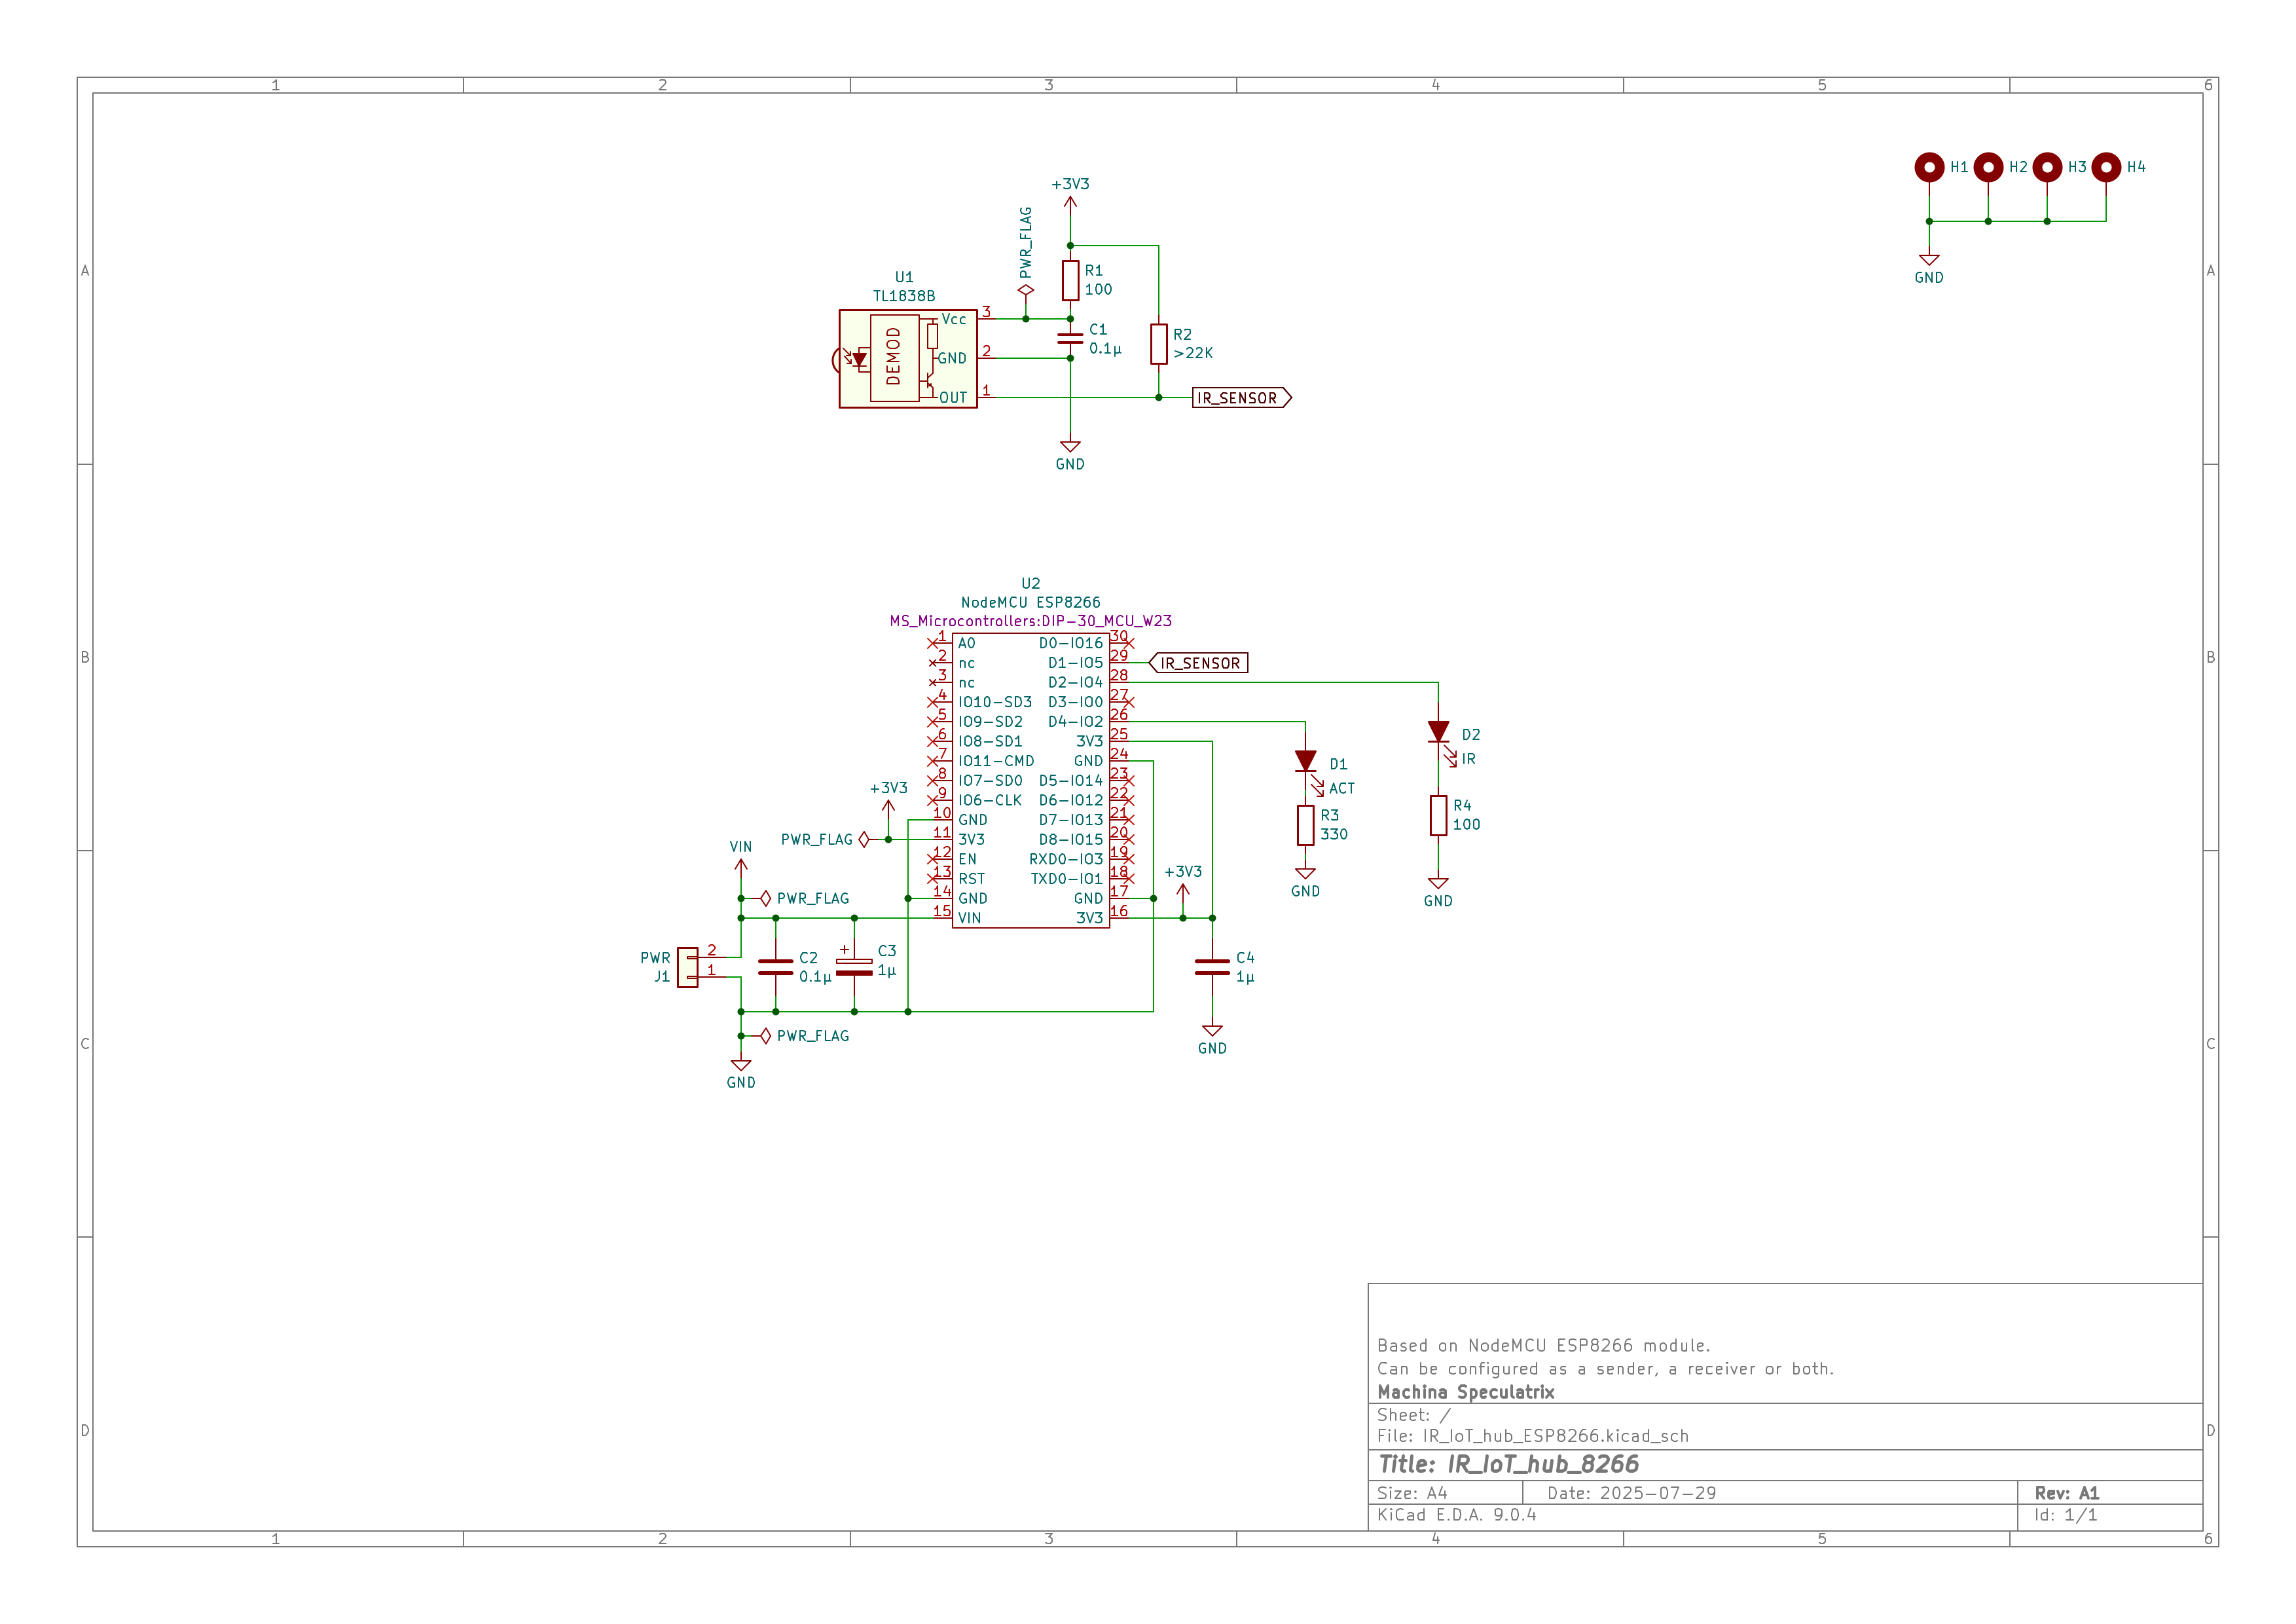 1 2 3 4 5 6
H1 H2 H3 H4
GND
+3V3
PWR_FLAG
R1
100
U1
TL1838B
Vcc 3
GND 2
OUT 1
DEMOD
C1
0.1µ
R2
>22K
IR_SENSOR
GND
A A
U2
NodeMCU ESP8266
MS_Microcontrollers:DIP-30_MCU_W23
1 A0 D0-IO16 30
2 nc D1-IO5 29
3 nc D2-IO4 28
4 IO10-SD3 D3-IO0 27
5 IO9-SD2 D4-IO2 26
6 IO8-SD1 3V3 25
7 IO11-CMD GND 24
8 IO7-SD0 D5-IO14 23
9 IO6-CLK D6-IO12 22
10 GND D7-IO13 21
11 3V3 D8-IO15 20
12 EN RXD0-IO3 19
13 RST TXD0-IO1 18
14 GND GND 17
15 VIN 3V3 16
IR_SENSOR
B B
D2
IR
D1
ACT
R3
330
GND
R4
100
GND
+3V3
PWR_FLAG
VIN
PWR_FLAG
+3V3
PWR 2
J1 1
C2
0.1µ
C3
+
1µ
C4
1µ
GND
PWR_FLAG
GND
C C
Based on NodeMCU ESP8266 module.
Can be configured as a sender, a receiver or both.
Machina Speculatrix
Sheet: /
File: IR_IoT_hub_ESP8266.kicad_sch
Title: IR_IoT_hub_8266
Size: A4 Date: 2025-07-29 Rev: A1
KiCad E.D.A. 9.0.4 Id: 1/1
D D
1 2 3 4 5 6